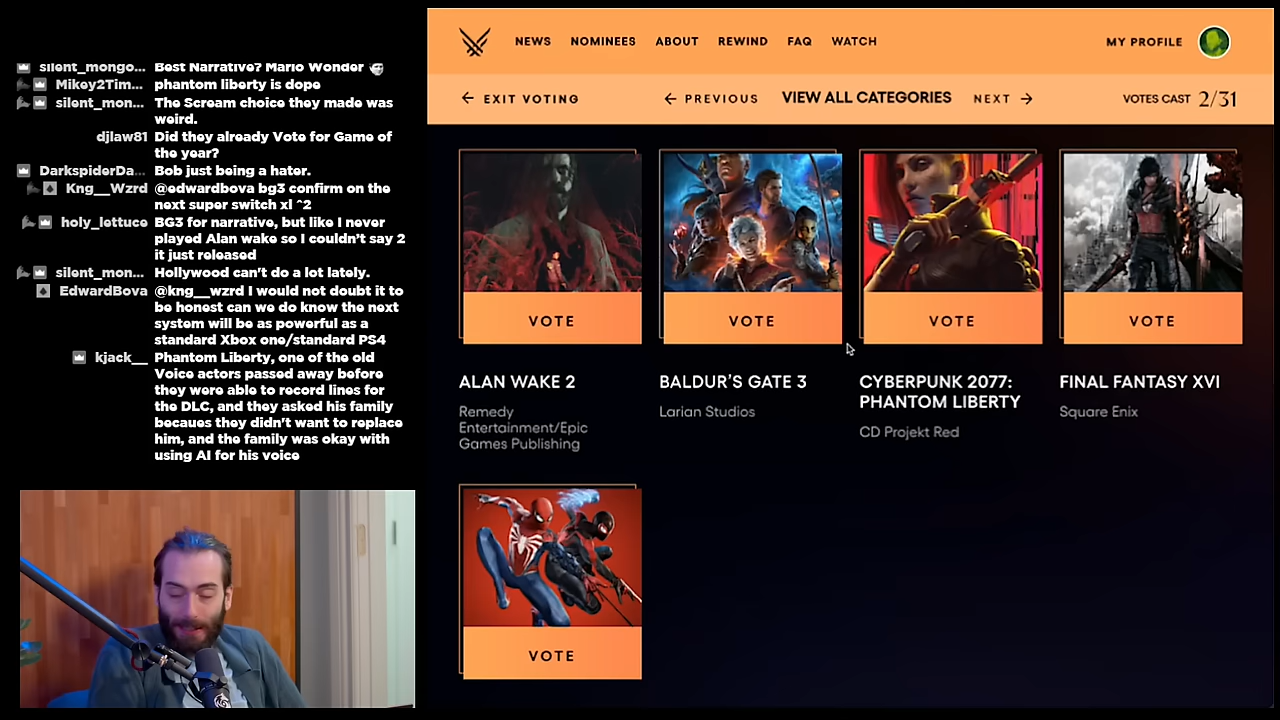 silent_mongo... Best Narrative? Mario Wonder
Mikey2Tim... phantom liberty is dope
silent_mon... The Scream choice they made was
weird.
djlaw81 Did they already Vote for Game of
the year?
DarkspiderDa... Bob just being a hater.
Kng__Wzrd @edwardbova bg3 confirm on the
next super switch xl ^2
holy_lettuce BG3 for narrative, but like I never
played Alan wake so I couldn't say 2
it just released
silent_mon... Hollywood can't do a lot lately.
EdwardBova @kng__wzrd I would not doubt it to
be honest can we do know the next
system will be as powerful as a
standard Xbox one/standard PS4
kjack__ Phantom Liberty, one of the old
Voice actors passed away before
they were able to record lines for
the DLC, and they asked his family
becaues they didn't want to replace
him, and the family was okay with
using AI for his voice
NEWS NOMINEES ABOUT REWIND FAQ WATCH MY PROFILE
← EXIT VOTING ← PREVIOUS VIEW ALL CATEGORIES NEXT → VOTES CAST 2/31
VOTE VOTE VOTE VOTE
ALAN WAKE 2
Remedy
Entertainment/Epic
Games Publishing
BALDUR'S GATE 3
Larian Studios
CYBERPUNK 2077:
PHANTOM LIBERTY
CD Projekt Red
FINAL FANTASY XVI
Square Enix
VOTE